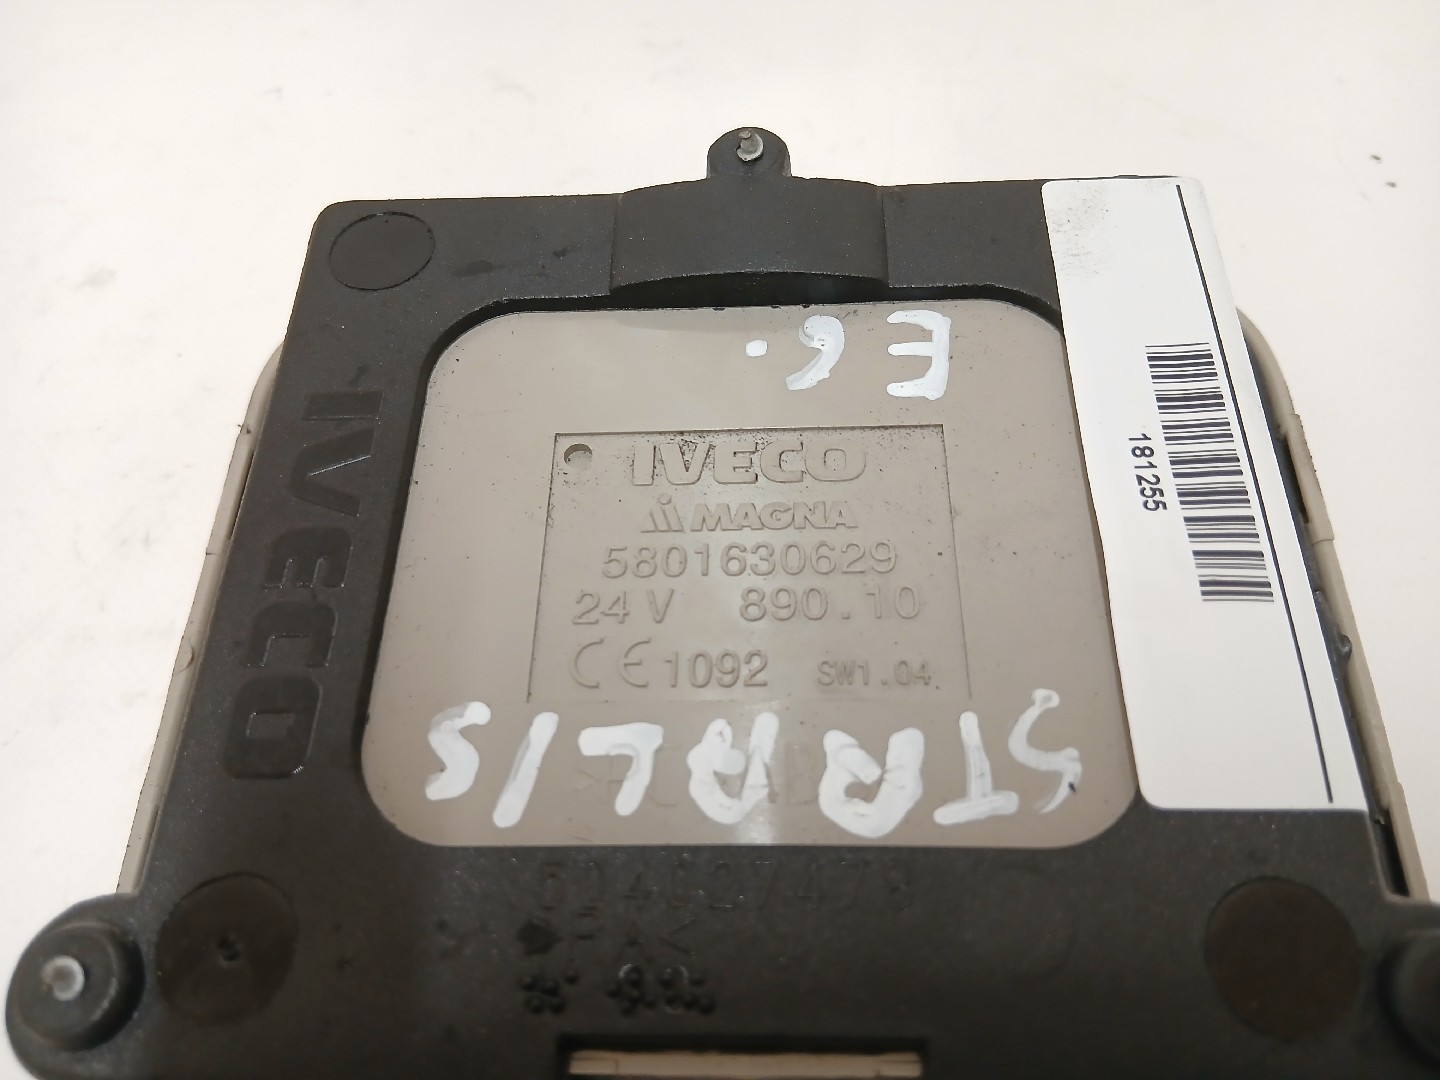 E6.
IVECO
IVECO
MAGNA
5801630629
24 V 890.10
CE 1092 SW1.04
STRALIS
181255